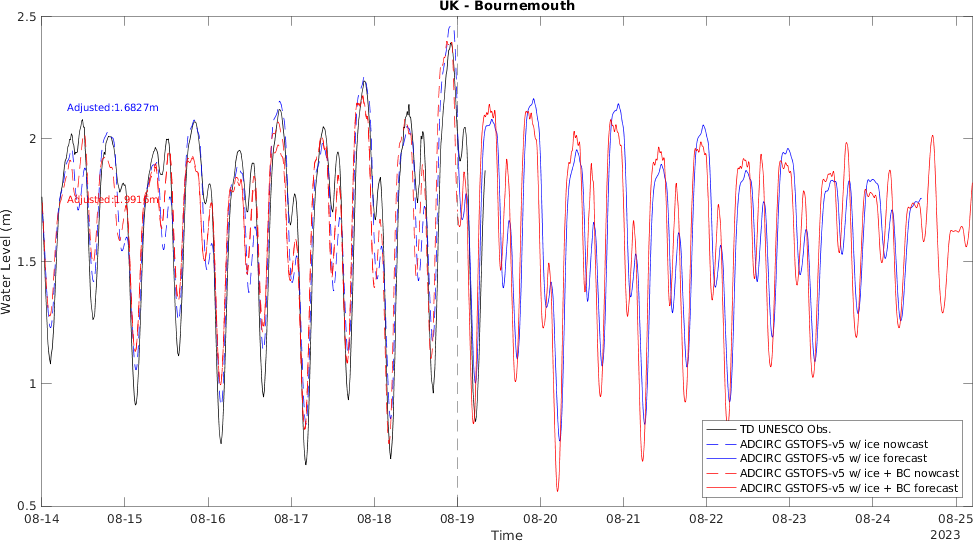 UK - Bournemouth
2.5
2
1.5
1
0.5
Water Level (m)
Adjusted:1.6827m
Adjusted:1.9916m
TD UNESCO Obs.
ADCIRC GSTOFS-v5 w/ ice nowcast
ADCIRC GSTOFS-v5 w/ ice forecast
ADCIRC GSTOFS-v5 w/ ice + BC nowcast
ADCIRC GSTOFS-v5 w/ ice + BC forecast
08-14 08-15 08-16 08-17 08-18 08-19 08-20 08-21 08-22 08-23 08-24 08-25
Time
2023